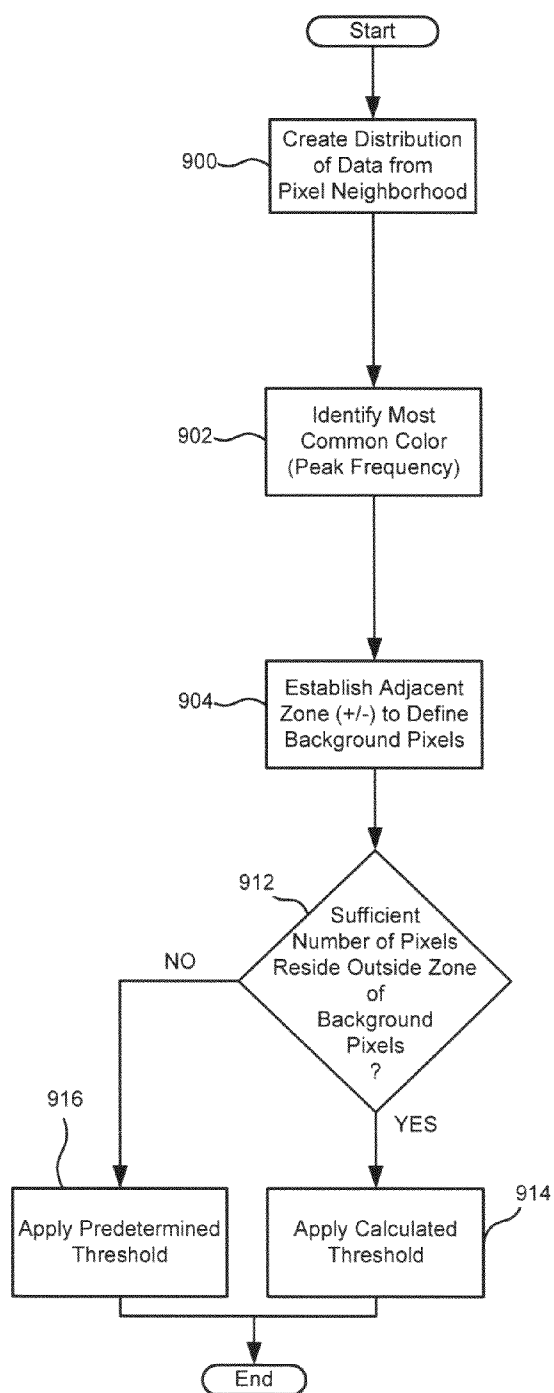 Start
900
Create Distribution
of Data from
Pixel Neighborhood
902
Identify Most
Common Color
(Peak Frequency)
904
Establish Adjacent
Zone (+/-) to Define
Background Pixels
912
Sufficient
Number of Pixels
Reside Outside Zone
of
Background
Pixels
?
NO
YES
916
Apply Predetermined
Threshold
Apply Calculated
Threshold
914
End